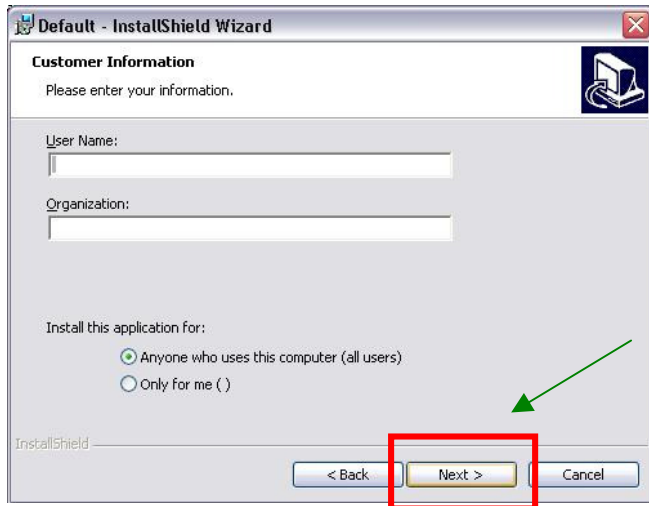 Default - InstallShield Wizard
Customer Information
Please enter your information.
User Name:
Organization:
Install this application for:
Anyone who uses this computer (all users)
Only for me ( )
InstallShield
< Back Next > Cancel